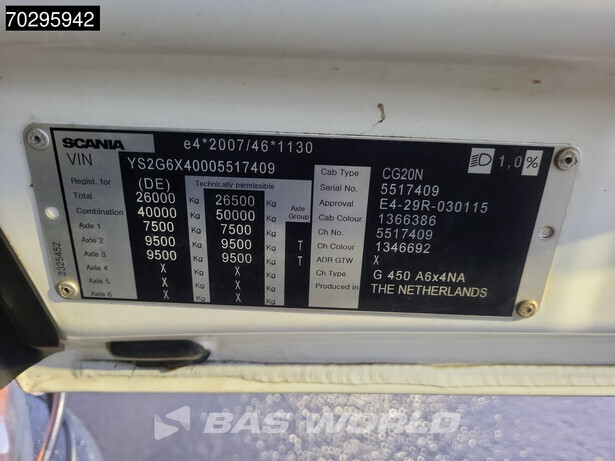 70295942
SCANIA e4*2007/46*1130
VIN YS2G6X40005517409
Regist. for (DE) Technically permissible
Total 26000 Kg 26500 Kg Axle Group
Combination 40000 Kg 50000 Kg
Axle 1 7500 Kg 7500 Kg
Axle 2 9500 Kg 9500 Kg T
Axle 3 9500 Kg 9500 Kg T
Axle 4 X Kg X Kg
Axle 5 X Kg X Kg
Axle 6 X Kg X Kg
Cab Type CG20N
Serial No. 5517409
Approval E4-29R-030115
Cab Colour 1366386
Ch No. 5517409
Ch Colour 1346692
ADR GTW X
Ch Type G 450 A6x4NA
Produced in THE NETHERLANDS
1,0%
2325452
BAS WORLD